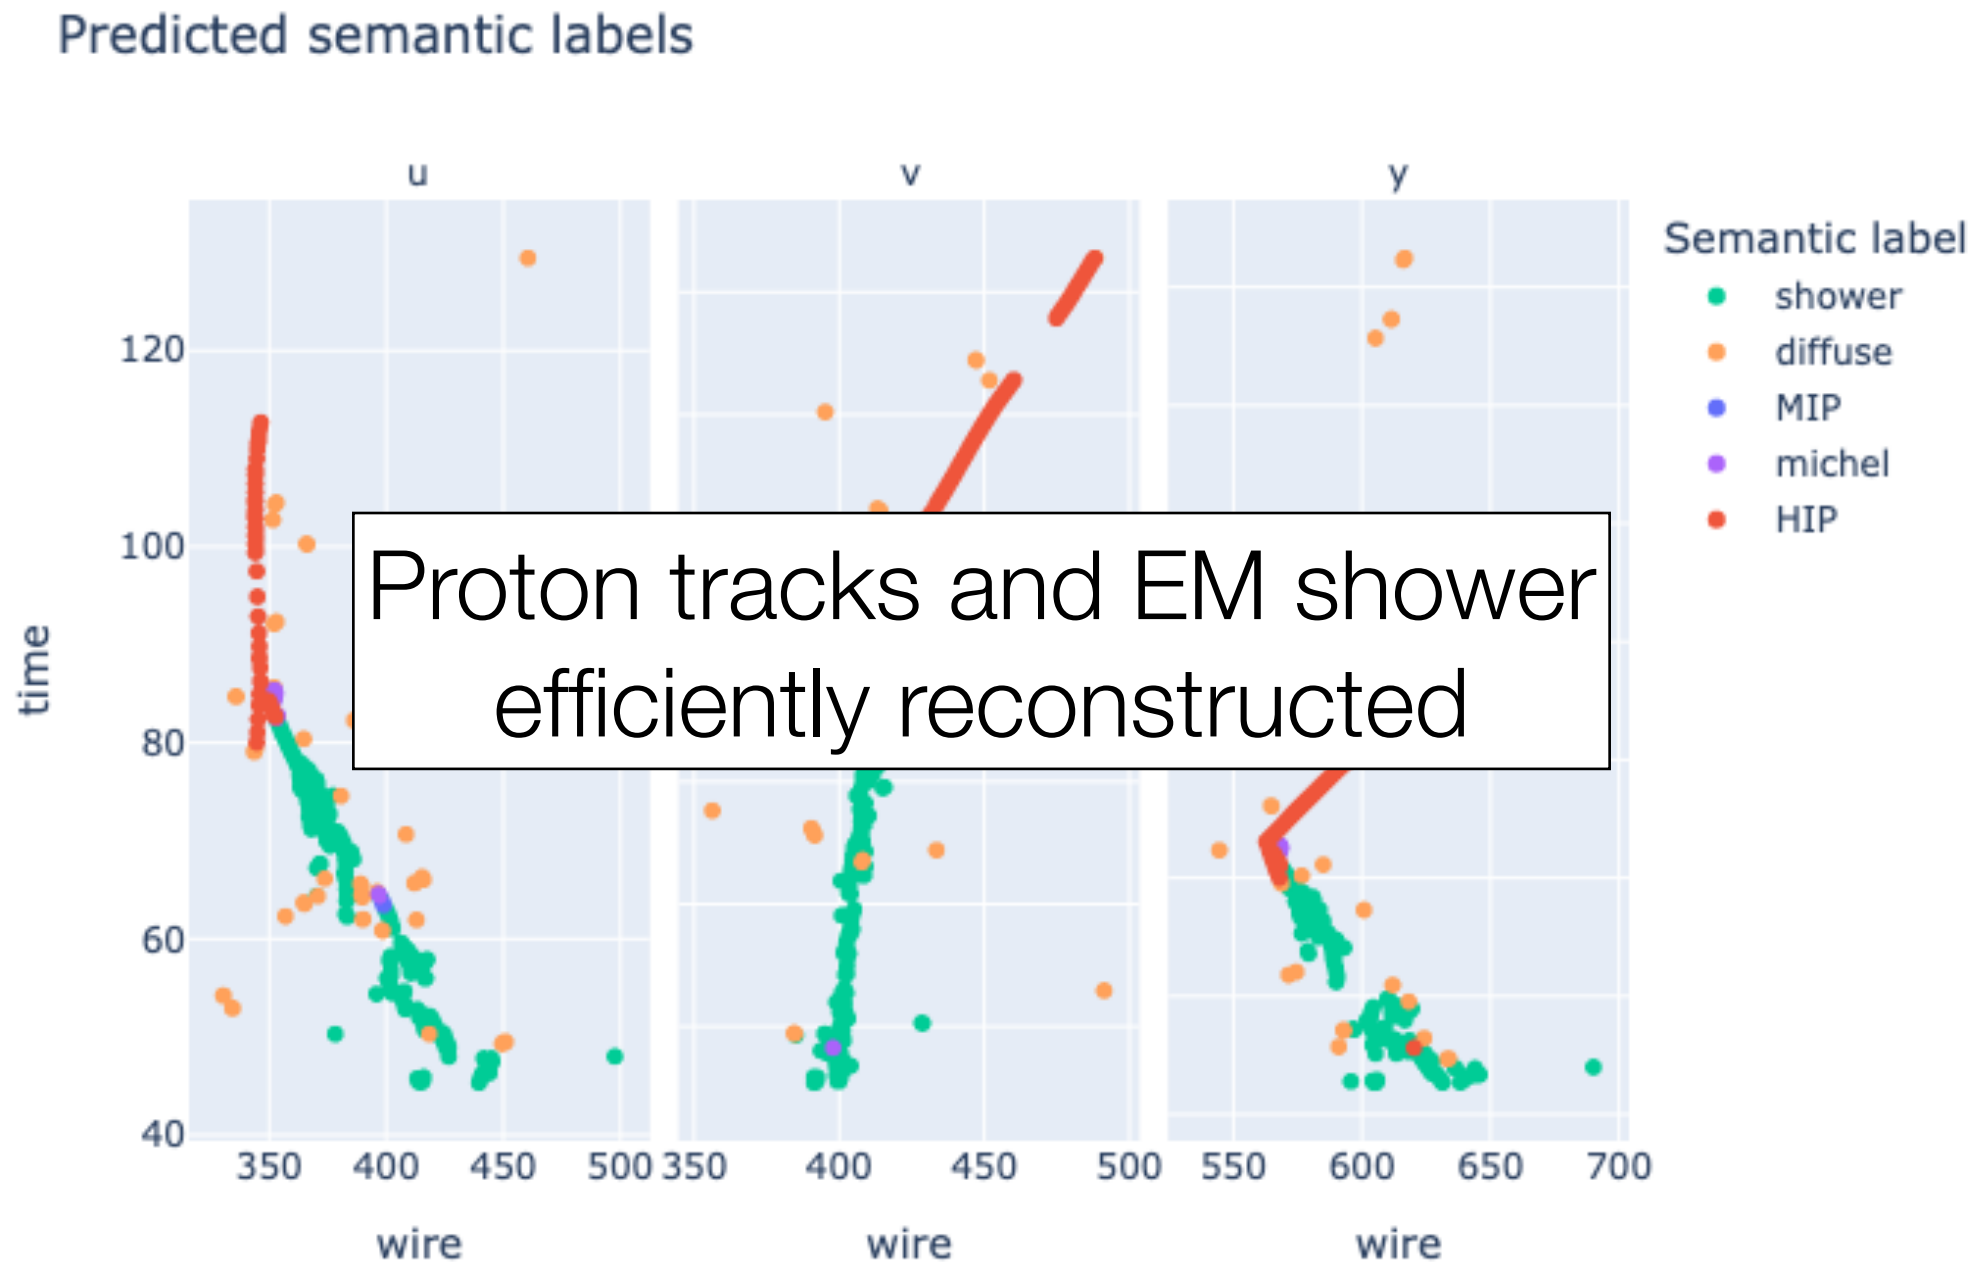 Predicted semantic labels
u
v
y
Semantic label
shower
diffuse
MIP
michel
HIP
120
100
80
60
40
time
Proton tracks and EM shower
efficiently reconstructed
350 400 450 500 350 400 450 500 550 600 650 700
wire wire wire